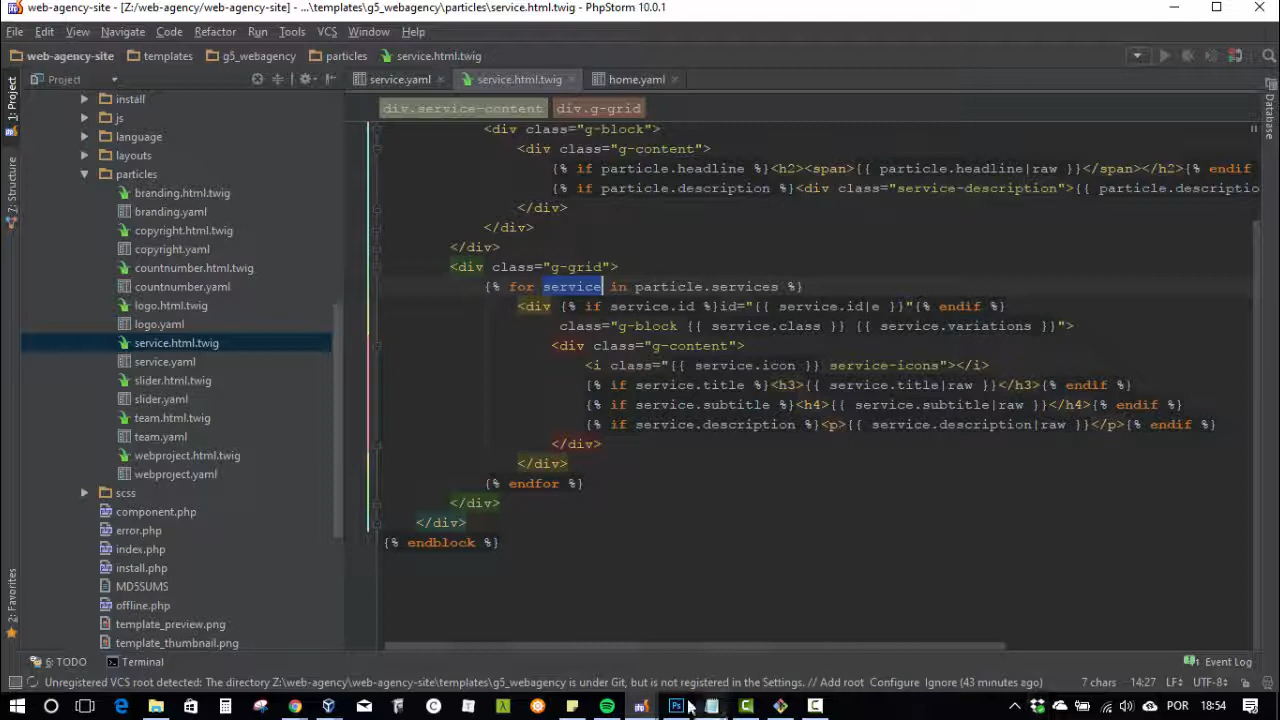 web-agency-site - [Z:/web-agency/web-agency-site] - ...\templates\g5_webagency\particles\service.html.twig - PhpStorm 10.0.1
File Edit View Navigate Code Refactor Run Tools VCS Window Help
web-agency-site templates g5_webagency particles service.html.twig
Project
service.yaml service.html.twig home.yaml
1: Project
7: Structure
2: Favorites
Database
install
js
language
layouts
particles
branding.html.twig
branding.yaml
copyright.html.twig
copyright.yaml
countnumber.html.twig
countnumber.yaml
logo.html.twig
logo.yaml
service.html.twig
service.yaml
slider.html.twig
slider.yaml
team.html.twig
team.yaml
webproject.html.twig
webproject.yaml
scss
component.php
error.php
index.php
install.php
MD5SUMS
offline.php
template_preview.png
template_thumbnail.png
div.service-content div.g-grid
<div class="g-block">
<div class="g-content">
{% if particle.headline %}<h2><span>{{ particle.headline|raw }}</span></h2>{% endif
{% if particle.description %}<div class="service-description">{{ particle.descriptio
</div>
</div>
</div>
<div class="g-grid">
{% for service in particle.services %}
<div {% if service.id %}id="{{ service.id|e }}"{% endif %}
class="g-block {{ service.class }} {{ service.variations }}">
<div class="g-content">
<i class="{{ service.icon }} service-icons"></i>
{% if service.title %}<h3>{{ service.title|raw }}</h3>{% endif %}
{% if service.subtitle %}<h4>{{ service.subtitle|raw }}</h4>{% endif %}
{% if service.description %}<p>{{ service.description|raw }}</p>{% endif %}
</div>
</div>
{% endfor %}
</div>
</div>
{% endblock %}
6: TODO Terminal 1 Event Log
Unregistered VCS root detected: The directory Z:\web-agency\web-agency-site\templates\g5_webagency is under Git, but is not registered in the Settings. // Add root Configure Ignore (43 minutes ago) 7 chars 14:27 LF÷ UTF-8÷
POR 18:54